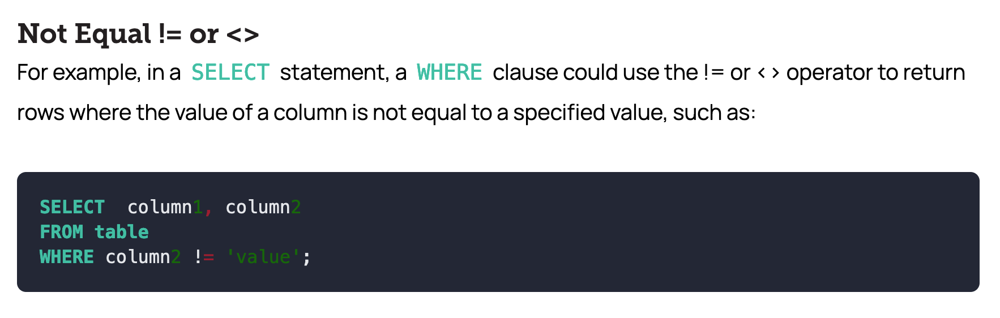 Not Equal != or <>
For example, in a SELECT statement, a WHERE clause could use the != or <> operator to return
rows where the value of a column is not equal to a specified value, such as:
SELECT  column1, column2
FROM table
WHERE column2 != 'value';